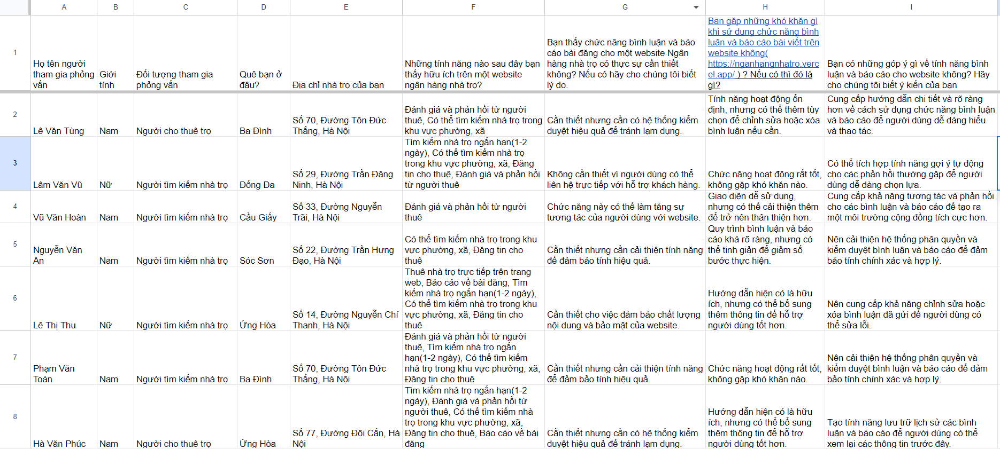 A B C D E F G H I
1
Họ tên người
tham gia phỏng
vấn
Giới
tính
Đối tượng tham gia
phỏng vấn
Quê bạn ở
đâu?
Địa chỉ nhà trọ của bạn
Những tính năng nào sau đây bạn
thấy hữu ích trên một website
ngân hàng nhà trọ?
Bạn thấy chức năng bình luận và báo
cáo bài đăng cho một website Ngân
hàng nhà trọ có thực sự cần thiết
không? Nếu có hãy cho chúng tôi biết
lý do.
Bạn gặp những khó khăn gì
khi sử dụng chức năng bình
luận và báo cáo bài viết trên
website không(
https://nganhangnhatro.verc
el.app/ ) ? Nếu có thì đó là
gì?
Bạn có những góp ý gì về tính năng bình
luận và báo cáo cho website không? Hãy
cho chúng tôi biết ý kiến của bạn
2
Lê Văn Tùng
Nam
Người cho thuê trọ
Ba Đình
Số 70, Đường Tôn Đức
Thắng, Hà Nội
Đánh giá và phản hồi từ người
thuê, Có thể tìm kiếm nhà trọ trong
khu vực phường, xã
Cần thiết nhưng cần có hệ thống kiểm
duyệt hiệu quả để tránh lạm dụng.
Tính năng hoạt động ổn
định, nhưng có thể thêm tùy
chọn để chỉnh sửa hoặc xóa
bình luận nếu cần.
Cung cấp hướng dẫn chi tiết và rõ ràng
hơn về cách sử dụng chức năng bình luận
và báo cáo để người dùng dễ dàng hiểu
và thao tác.
3
Lâm Văn Vũ
Nữ
Người tìm kiếm nhà trọ
Đống Đa
Số 29, Đường Trần Đăng
Ninh, Hà Nội
Tìm kiếm nhà trọ ngắn hạn(1-2
ngày), Có thể tìm kiếm nhà trọ
trong khu vực phường, xã, Đăng
tin cho thuê, Đánh giá và phản hồi
từ người thuê
Không cần thiết vì người dùng có thể
liên hệ trực tiếp với hỗ trợ khách hàng.
Chức năng hoạt động rất tốt,
không gặp khó khăn nào.
Có thể tích hợp tính năng gợi ý tự động
cho các phản hồi thường gặp để người
dùng dễ dàng chọn lựa.
4
Vũ Văn Hoàn
Nam
Người tìm kiếm nhà trọ
Cầu Giấy
Số 33, Đường Nguyễn
Trãi, Hà Nội
Đánh giá và phản hồi từ người
thuê
Chức năng này có thể làm tăng sự
tương tác của người dùng với website.
Giao diện dễ sử dụng,
nhưng có thể cải thiện thêm
để trở nên thân thiện hơn.
Cung cấp khả năng tương tác và phản hồi
cho các bình luận và báo cáo để tạo ra
một môi trường cộng đồng tích cực hơn.
5
Nguyễn Văn
An
Nam
Người tìm kiếm nhà trọ
Sóc Sơn
Số 22, Đường Trần Hưng
Đạo, Hà Nội
Có thể tìm kiếm nhà trọ trong khu
vực phường, xã, Đăng tin cho
thuê
Cần thiết nhưng cần cải thiện tính năng
để đảm bảo tính hiệu quả.
Quy trình bình luận và báo
cáo khá rõ ràng, nhưng có
thể tinh giản để giảm số
bước thực hiện.
Nên cải thiện hệ thống phân quyền và
kiểm duyệt bình luận và báo cáo để đảm
bảo tính chính xác và hợp lý.
6
Lê Thị Thu
Nữ
Người tìm kiếm nhà trọ
Ứng Hòa
Số 14, Đường Nguyễn Chí
Thanh, Hà Nội
Thuê nhà trọ trực tiếp trên trang
web, Báo cáo về bài đăng, Tìm
kiếm nhà trọ ngắn hạn(1-2 ngày),
Có thể tìm kiếm nhà trọ trong khu
vực phường, xã, Đăng tin cho
thuê
Cần thiết cho việc đảm bảo chất lượng
nội dung và bảo mật của website.
Hướng dẫn hiện có là hữu
ích, nhưng có thể bổ sung
thêm thông tin để hỗ trợ
người dùng tốt hơn.
Nên cung cấp khả năng chỉnh sửa hoặc
xóa bình luận đã gửi để người dùng có
thể sửa lỗi.
7
Phạm Văn
Toàn
Nam
Người tìm kiếm nhà trọ
Ba Đình
Số 70, Đường Tôn Đức
Thắng, Hà Nội
Đánh giá và phản hồi từ người
thuê, Tìm kiếm nhà trọ ngắn
hạn(1-2 ngày), Có thể tìm kiếm
nhà trọ trong khu vực phường, xã,
Đăng tin cho thuê
Cần thiết nhưng cần cải thiện tính năng
để đảm bảo tính hiệu quả.
Chức năng hoạt động rất tốt,
không gặp khó khăn nào.
Nên cải thiện hệ thống phân quyền và
kiểm duyệt bình luận và báo cáo để đảm
bảo tính chính xác và hợp lý.
8
Hà Văn Phúc
Nam
Người cho thuê trọ
Ứng Hòa
Số 77, Đường Đội Cấn, Hà
Nội
Tìm kiếm nhà trọ ngắn hạn(1-2
ngày), Đánh giá và phản hồi từ
người thuê, Có thể tìm kiếm nhà
trọ trong khu vực phường, xã,
Đăng tin cho thuê, Báo cáo về bài
đăng
Cần thiết nhưng cần có hệ thống kiểm
duyệt hiệu quả để tránh lạm dụng.
Hướng dẫn hiện có là hữu
ích, nhưng có thể bổ sung
thêm thông tin để hỗ trợ
người dùng tốt hơn.
Tạo tính năng lưu trữ lịch sử các bình
luận và báo cáo để người dùng có thể
xem lại các thông tin trước đây.